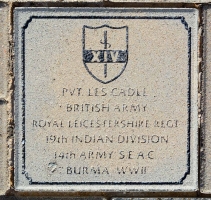 XIV
PVT. LES CADLE
BRITISH ARMY
ROYAL LEICESTERSHIRE REGT
19th INDIAN DIVISION
14th ARMY S E A C
BURMA WWII